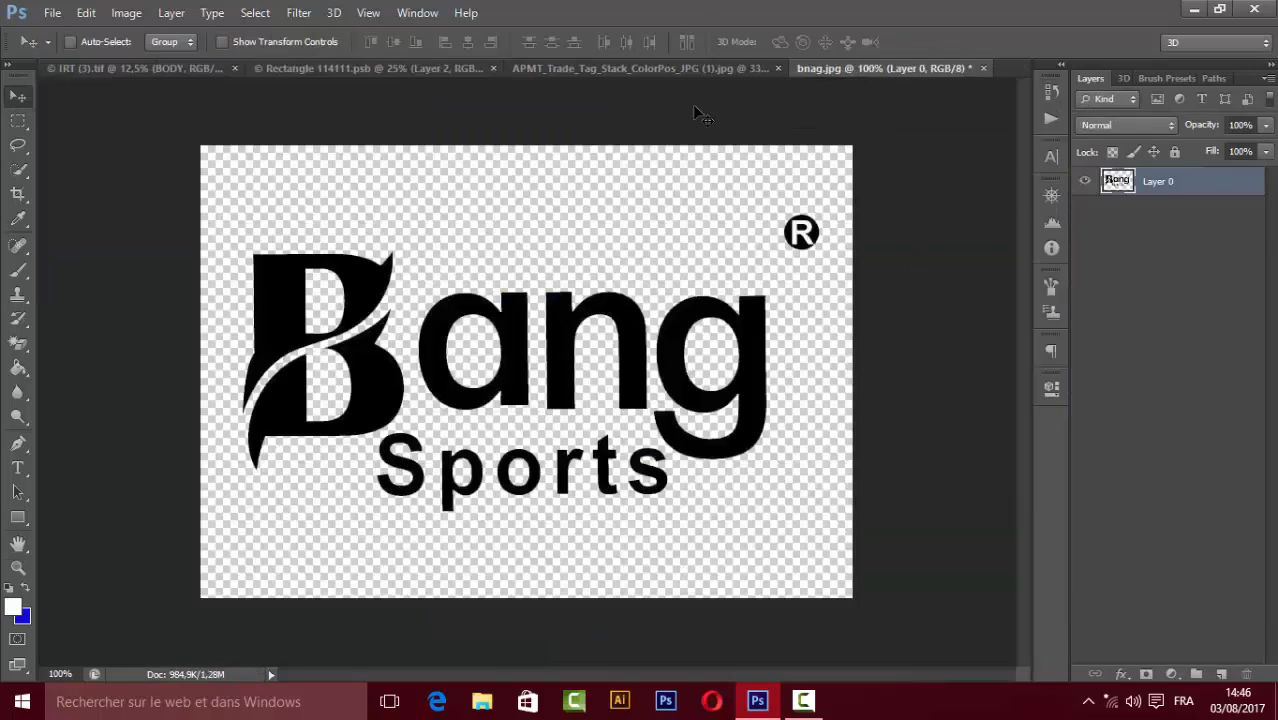 Ps File Edit Image Layer Type Select Filter 3D View Window Help
Auto-Select: Group Show Transform Controls 3D Mode: 3D
IRT (3).tif @ 12,5% (BODY, RGB/... × © Rectangle 114111.psb @ 25% (Layer 2, RGB... × APMT_Trade_Tag_Stack_ColorPos_JPG (1).jpg @ 33... × bnag.jpg @ 100% (Layer 0, RGB/8) * ×
Layers 3D Brush Presets Paths
Kind
Normal Opacity: 100%
Lock: Fill: 100%
Layer 0
®
Bang
Sports
100% Doc: 984,9K/1,28M
Rechercher sur le web et dans Windows
Ai Ps Ps
FR
14:46
03/08/2017